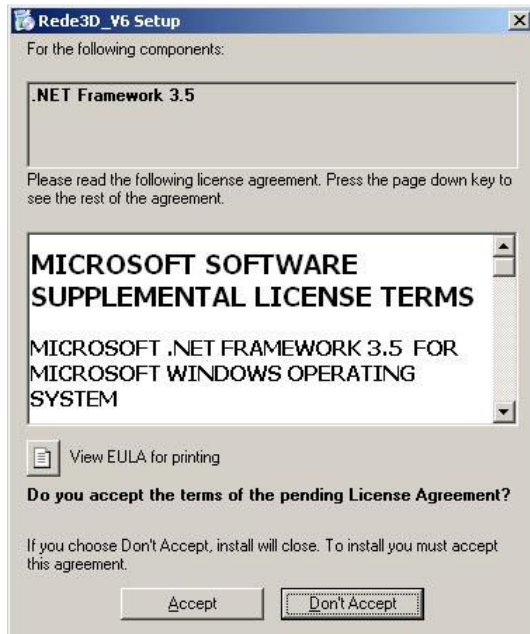 Rede3D_V6 Setup
For the following components:
.NET Framework 3.5
Please read the following license agreement. Press the page down key to
see the rest of the agreement.
MICROSOFT SOFTWARE
SUPPLEMENTAL LICENSE TERMS
MICROSOFT .NET FRAMEWORK 3.5 FOR
MICROSOFT WINDOWS OPERATING
SYSTEM
View EULA for printing
Do you accept the terms of the pending License Agreement?
If you choose Don't Accept, install will close. To install you must accept
this agreement.
Accept
Don't Accept